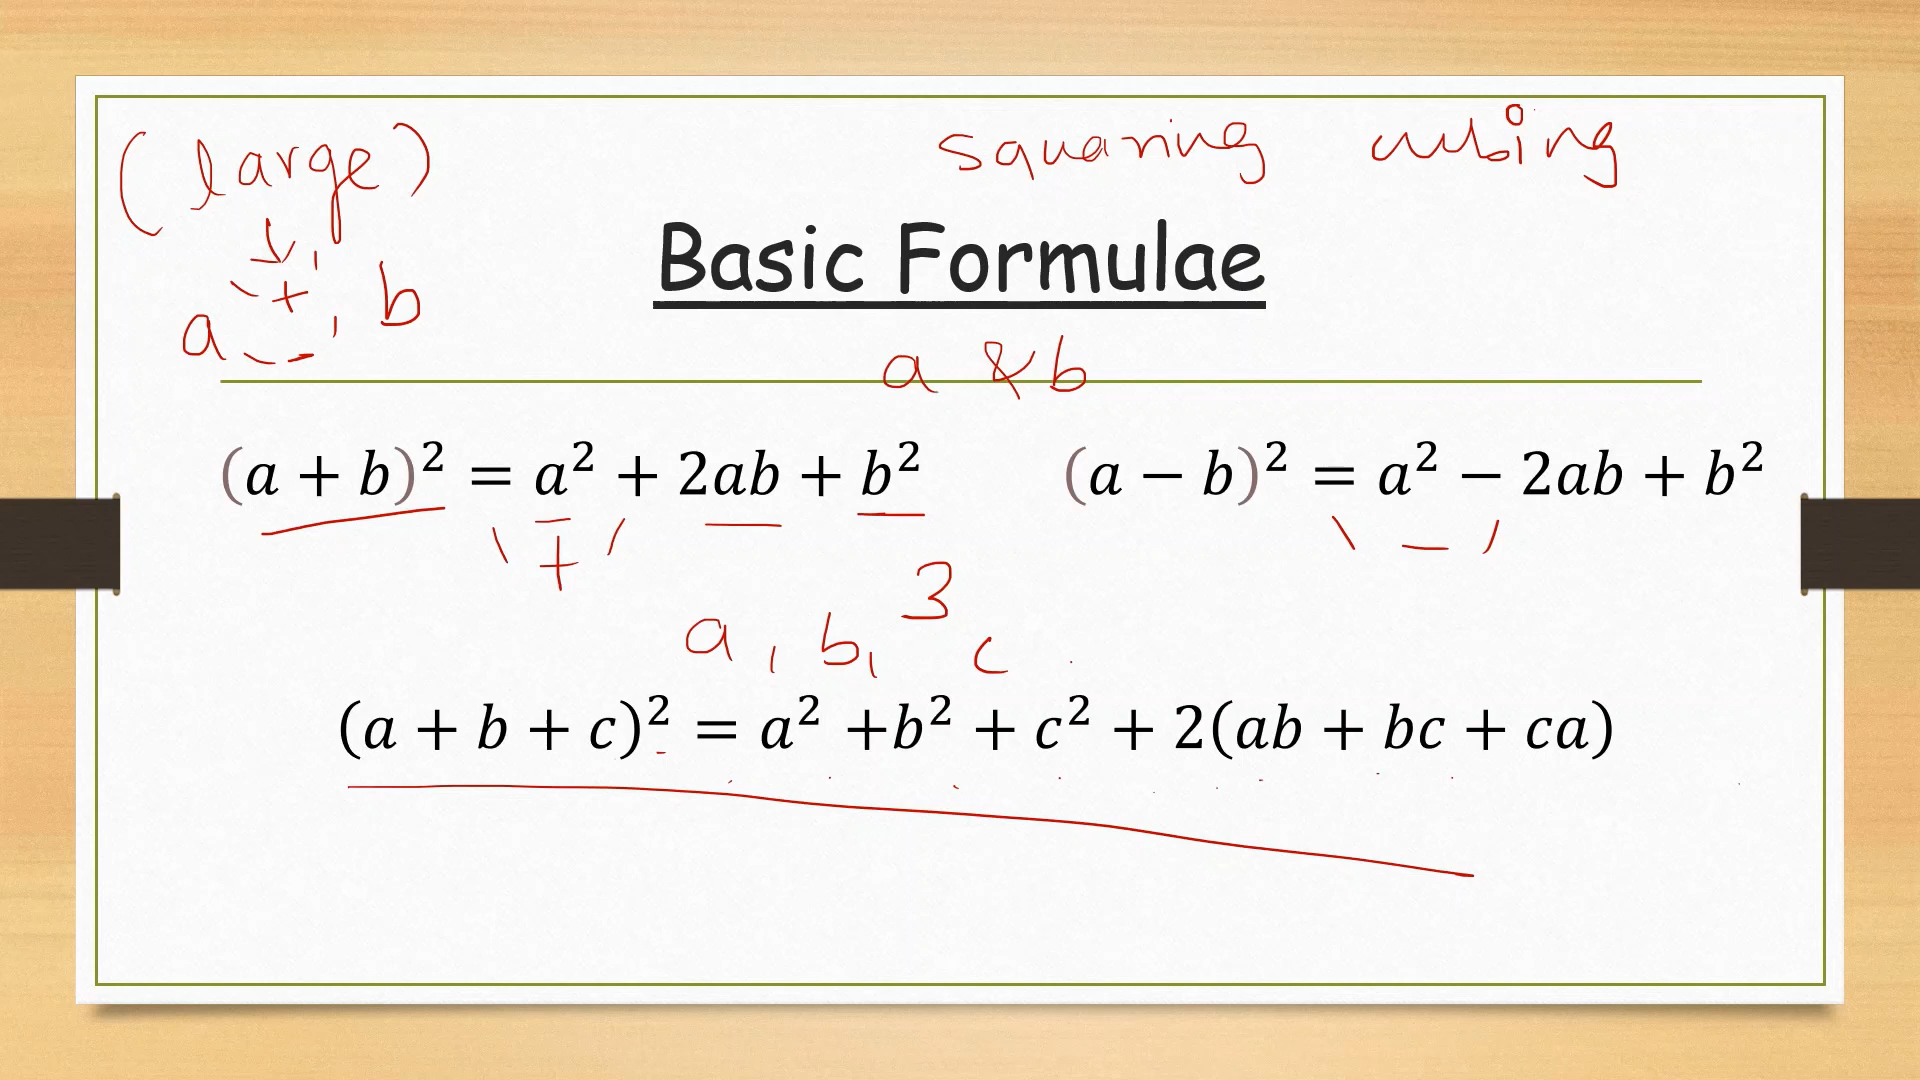 (large)
squaring cubing
Basic Formulae
a "+", "-" b
a & b
(a + b)² = a² + 2ab + b²
(a − b)² = a² − 2ab + b²
'+'
'−'
3
a, b, c
(a + b + c)² = a² +b² + c² + 2(ab + bc + ca)